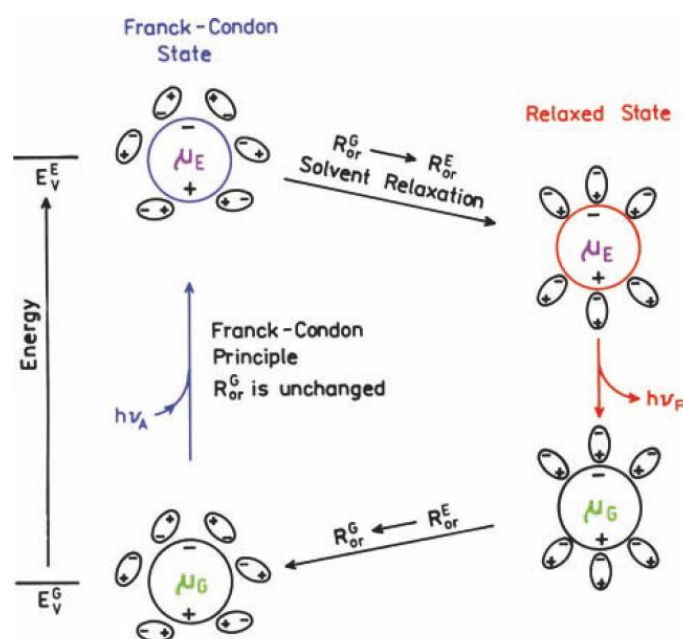 Franck-Condon
State
Relaxed State
μE
R^G_or → R^E_or
Solvent Relaxation
E^E_V
μE
Energy
Franck-Condon
Principle
R^G_or is unchanged
hνA
hνF
μG
R^G_or ← R^E_or
μG
E^G_V